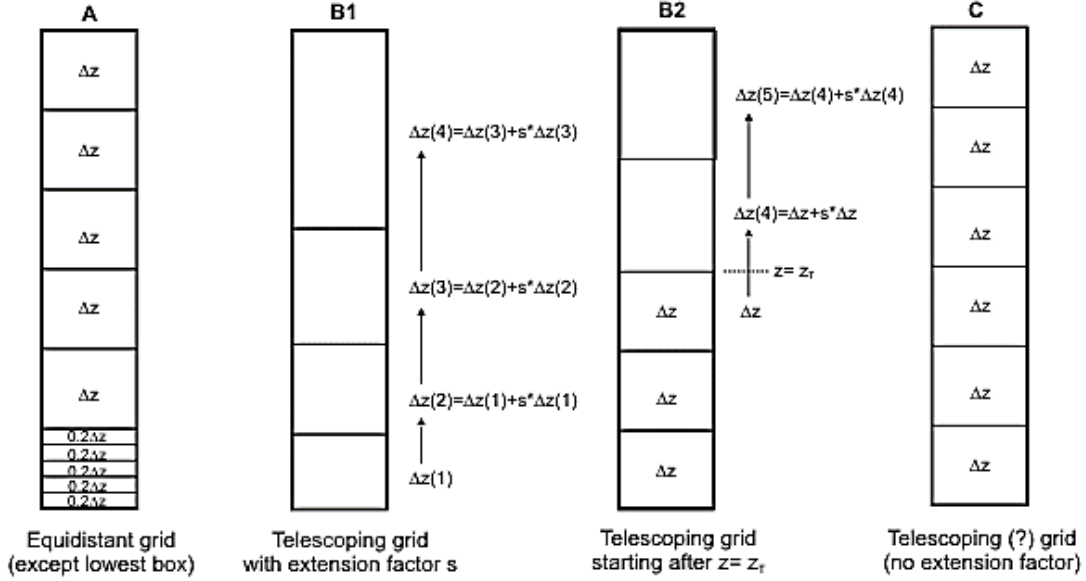 A
Δz
Δz
Δz
Δz
Δz
0.2Δz
0.2Δz
0.2Δz
0.2Δz
0.2Δz
Equidistant grid
(except lowest box)
B1
Δz(4)=Δz(3)+s*Δz(3)
Δz(3)=Δz(2)+s*Δz(2)
Δz(2)=Δz(1)+s*Δz(1)
Δz(1)
Telescoping grid
with extension factor s
B2
Δz(5)=Δz(4)+s*Δz(4)
Δz(4)=Δz+s*Δz
z= zT
Δz
Δz
Δz
Δz
Telescoping grid
starting after z= zT
C
Δz
Δz
Δz
Δz
Δz
Δz
Telescoping (?) grid
(no extension factor)